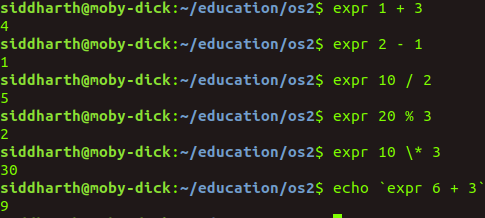 siddharth@moby-dick:~/education/os2$ expr 1 + 3
4
siddharth@moby-dick:~/education/os2$ expr 2 - 1
1
siddharth@moby-dick:~/education/os2$ expr 10 / 2
5
siddharth@moby-dick:~/education/os2$ expr 20 % 3
2
siddharth@moby-dick:~/education/os2$ expr 10 \* 3
30
siddharth@moby-dick:~/education/os2$ echo `expr 6 + 3`
9